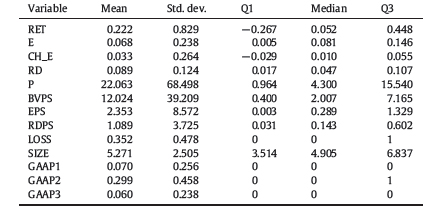 Variable Mean Std. dev. Q1 Median Q3
RET 0.222 0.829 −0.267 0.052 0.448
E 0.068 0.238 0.005 0.081 0.146
CH_E 0.033 0.264 −0.029 0.010 0.055
RD 0.089 0.124 0.017 0.047 0.107
P 22.063 68.498 0.964 4.300 15.540
BVPS 12.024 39.209 0.400 2.007 7.165
EPS 2.353 8.572 0.003 0.289 1.329
RDPS 1.089 3.725 0.031 0.143 0.602
LOSS 0.352 0.478 0 0 1
SIZE 5.271 2.505 3.514 4.905 6.837
GAAP1 0.070 0.256 0 0 0
GAAP2 0.299 0.458 0 0 1
GAAP3 0.060 0.238 0 0 0